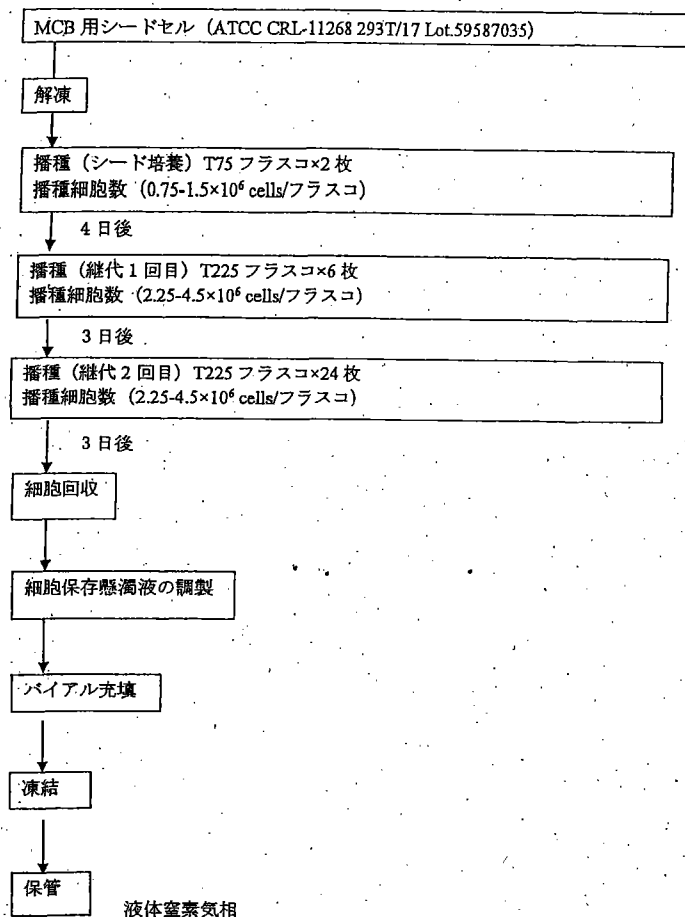 MCB 用シードセル (ATCC CRL-11268 293T/17 Lot.59587035)
解凍
播種（シード培養）T75 フラスコ×2 枚
播種細胞数（0.75-1.5×10⁶ cells/フラスコ）
4 日後
播種（継代 1 回目）T225 フラスコ×6 枚
播種細胞数（2.25-4.5×10⁶ cells/フラスコ）
3 日後
播種（継代 2 回目）T225 フラスコ×24 枚
播種細胞数（2.25-4.5×10⁶ cells/フラスコ）
3 日後
細胞回収
細胞保存懸濁液の調製
バイアル充填
凍結
保管
液体窒素気相